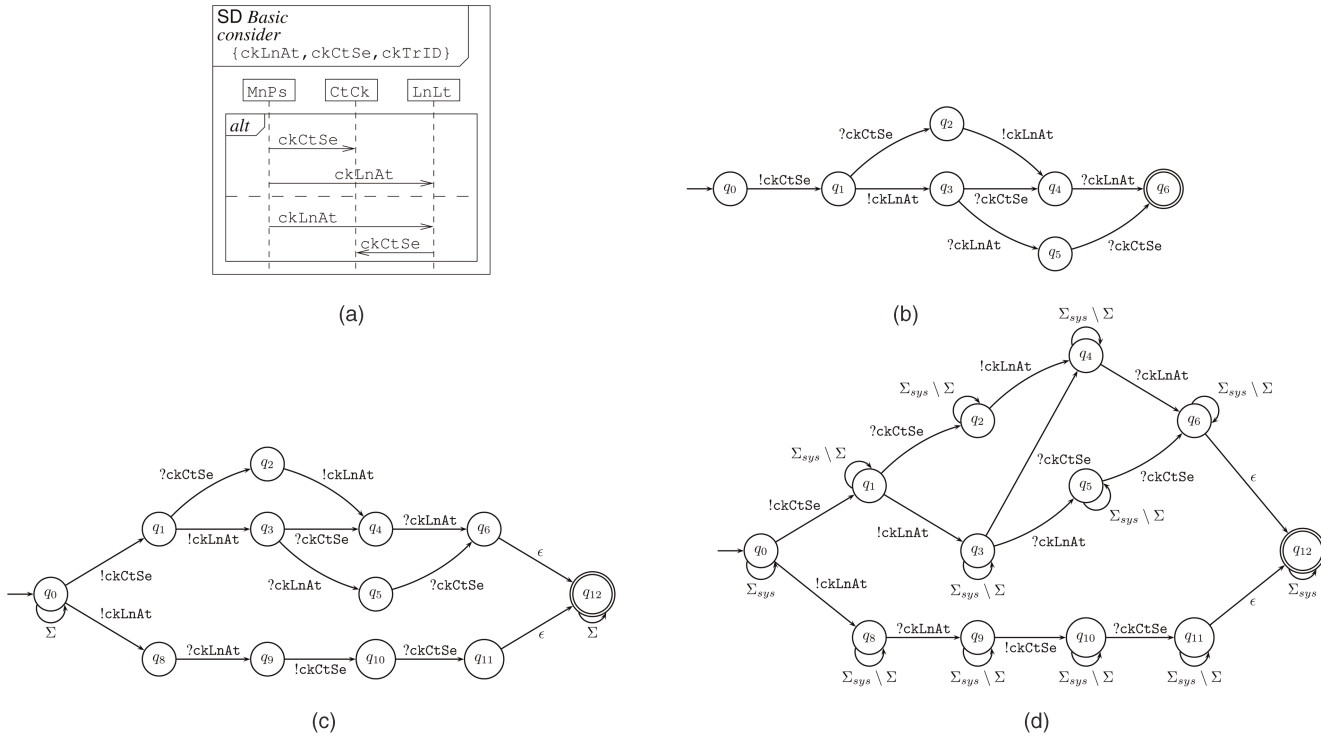 SD Basic
consider
{ckLnAt,ckCtSe,ckTrID}
MnPs CtCk LnLt
alt
ckCtSe
ckLnAt
ckLnAt
ckCtSe
(a)
q2
?ckCtSe !ckLnAt
q0 !ckCtSe q1 !ckLnAt q3 ?ckCtSe q4 ?ckLnAt q6
?ckLnAt q5 ?ckCtSe
(b)
q2
?ckCtSe !ckLnAt
q1 !ckLnAt q3 ?ckCtSe q4 ?ckLnAt q6
!ckCtSe ?ckLnAt q5 ?ckCtSe ϵ
q0 q12
Σ !ckLnAt Σ
q8 ?ckLnAt q9 !ckCtSe q10 ?ckCtSe q11 ϵ
(c)
Σsys \ Σ
q4
!ckLnAt ?ckLnAt
Σsys \ Σ Σsys \ Σ
q2 q6
?ckCtSe
Σsys \ Σ ?ckCtSe
q1 q5 ?ckCtSe
!ckCtSe !ckLnAt Σsys \ Σ ϵ
?ckLnAt
q0 q3 q12
Σsys Σsys \ Σ Σsys
!ckLnAt
q8 ?ckLnAt q9 !ckCtSe q10 ?ckCtSe q11 ϵ
Σsys \ Σ Σsys \ Σ Σsys \ Σ Σsys \ Σ
(d)